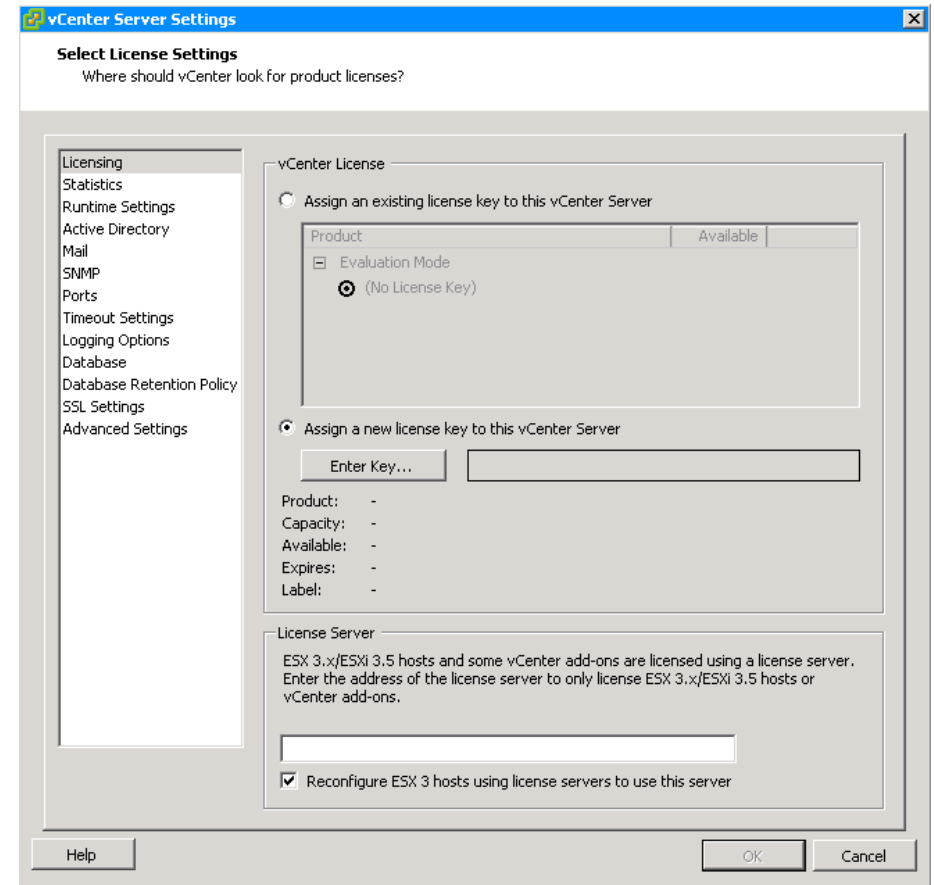 vCenter Server Settings
Select License Settings
Where should vCenter look for product licenses?
Licensing
Statistics
Runtime Settings
Active Directory
Mail
SNMP
Ports
Timeout Settings
Logging Options
Database
Database Retention Policy
SSL Settings
Advanced Settings
vCenter License
Assign an existing license key to this vCenter Server
Product Available
Evaluation Mode
(No License Key)
Assign a new license key to this vCenter Server
Enter Key...
Product: -
Capacity: -
Available: -
Expires: -
Label: -
License Server
ESX 3.x/ESXi 3.5 hosts and some vCenter add-ons are licensed using a license server.
Enter the address of the license server to only license ESX 3.x/ESXi 3.5 hosts or
vCenter add-ons.
Reconfigure ESX 3 hosts using license servers to use this server
Help OK Cancel